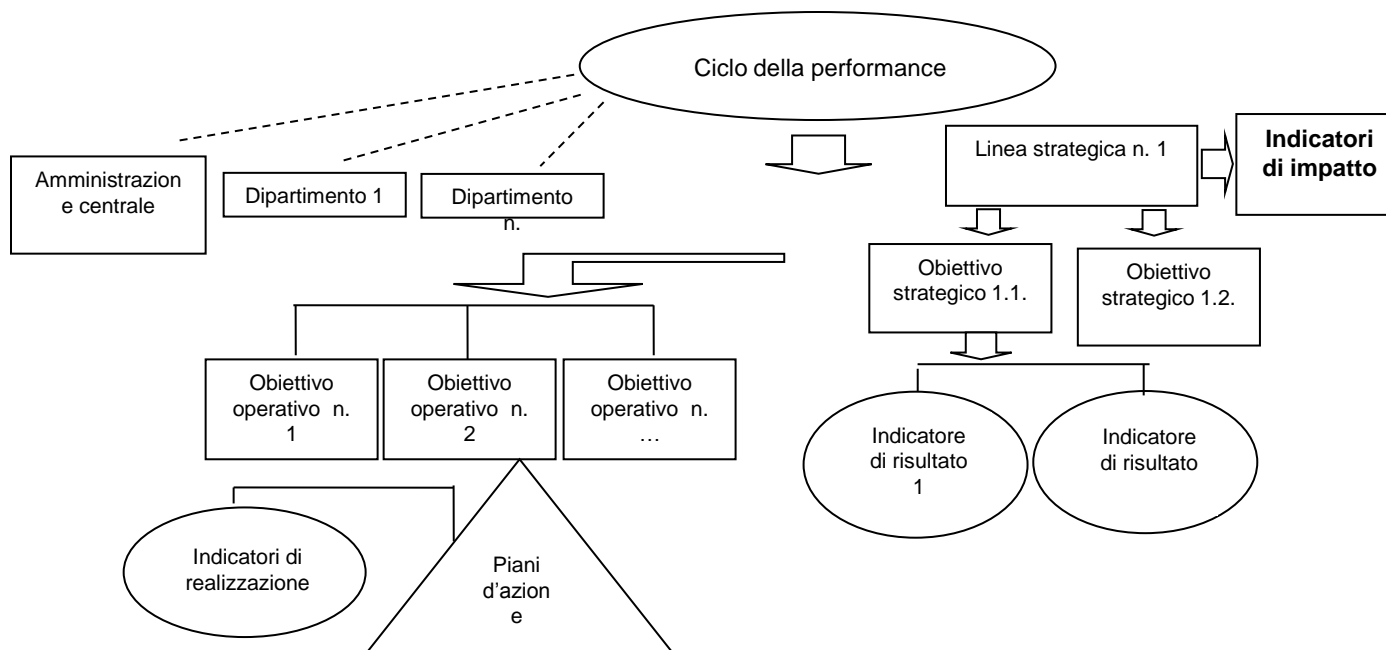 Ciclo della performance
Linea strategica n. 1
Indicatori
di impatto
Amministrazion
e centrale
Dipartimento 1
Dipartimento
n.
Obiettivo
strategico 1.1.
Obiettivo
strategico 1.2.
Obiettivo
operativo n.
1
Obiettivo
operativo n.
2
Obiettivo
operativo n.
…
Indicatore
di risultato
1
Indicatore
di risultato
Indicatori di
realizzazione
Piani
d’azion
e